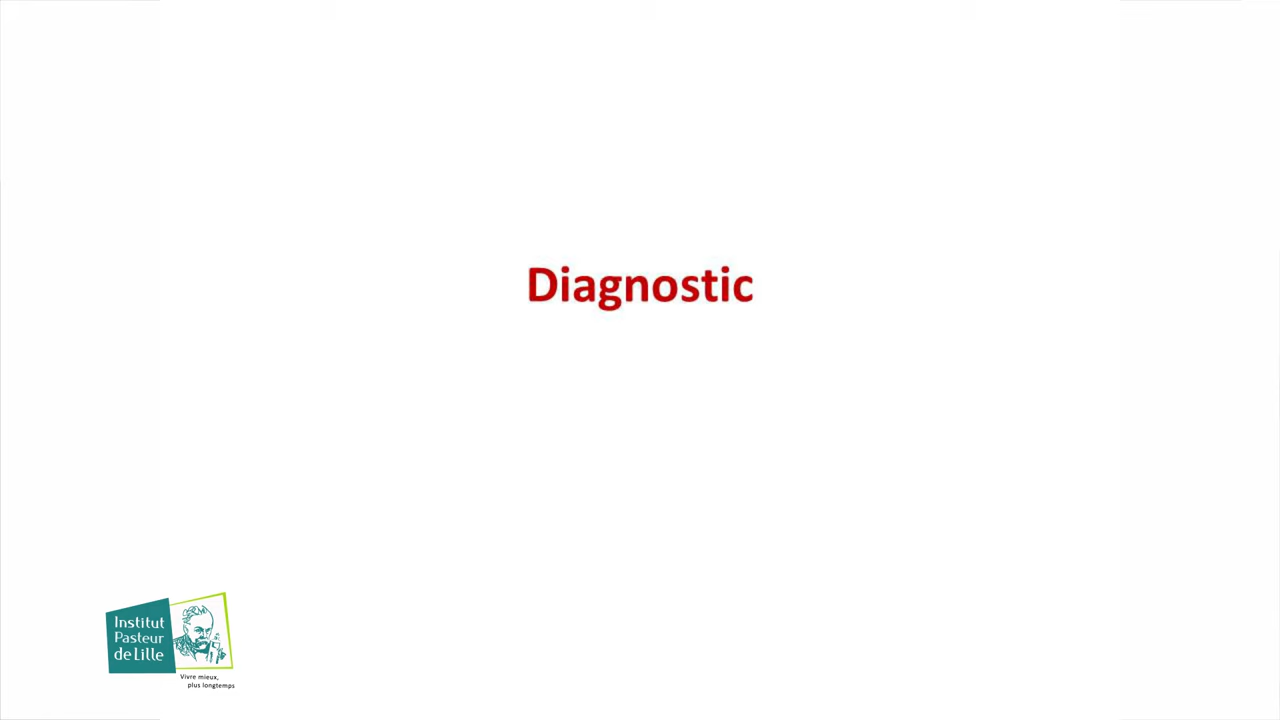 Diagnostic
Institut
Pasteur
de Lille
Vivre mieux,
plus longtemps